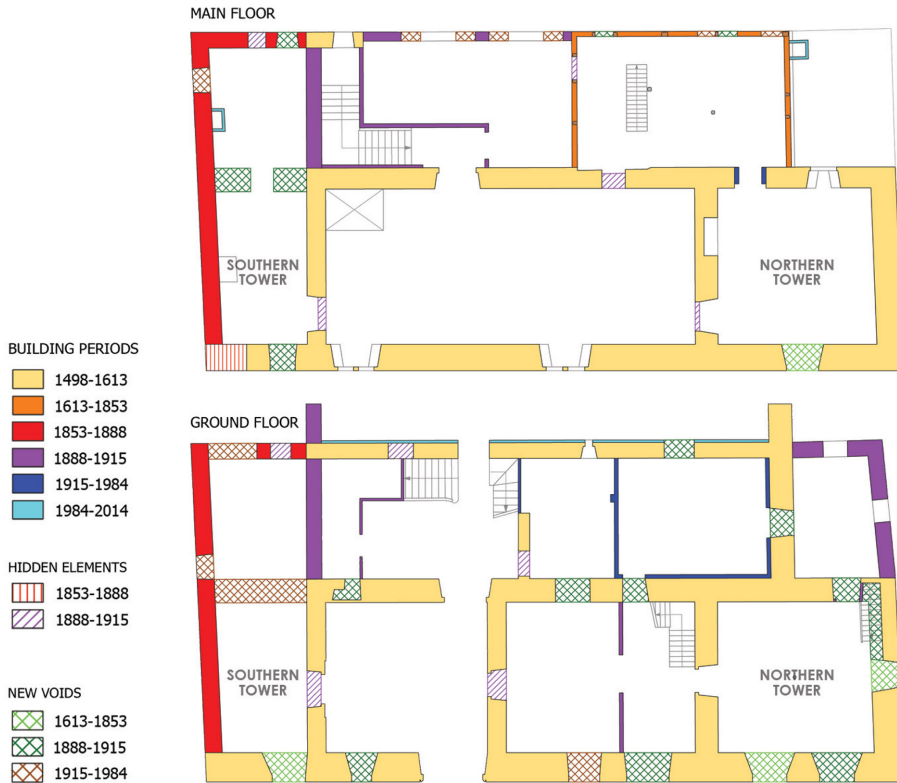 MAIN FLOOR
SOUTHERN
TOWER
NORTHERN
TOWER
BUILDING PERIODS
1498-1613
1613-1853
1853-1888
1888-1915
1915-1984
1984-2014
HIDDEN ELEMENTS
1853-1888
1888-1915
NEW VOIDS
1613-1853
1888-1915
1915-1984
GROUND FLOOR
SOUTHERN
TOWER
NORTHERN
TOWER